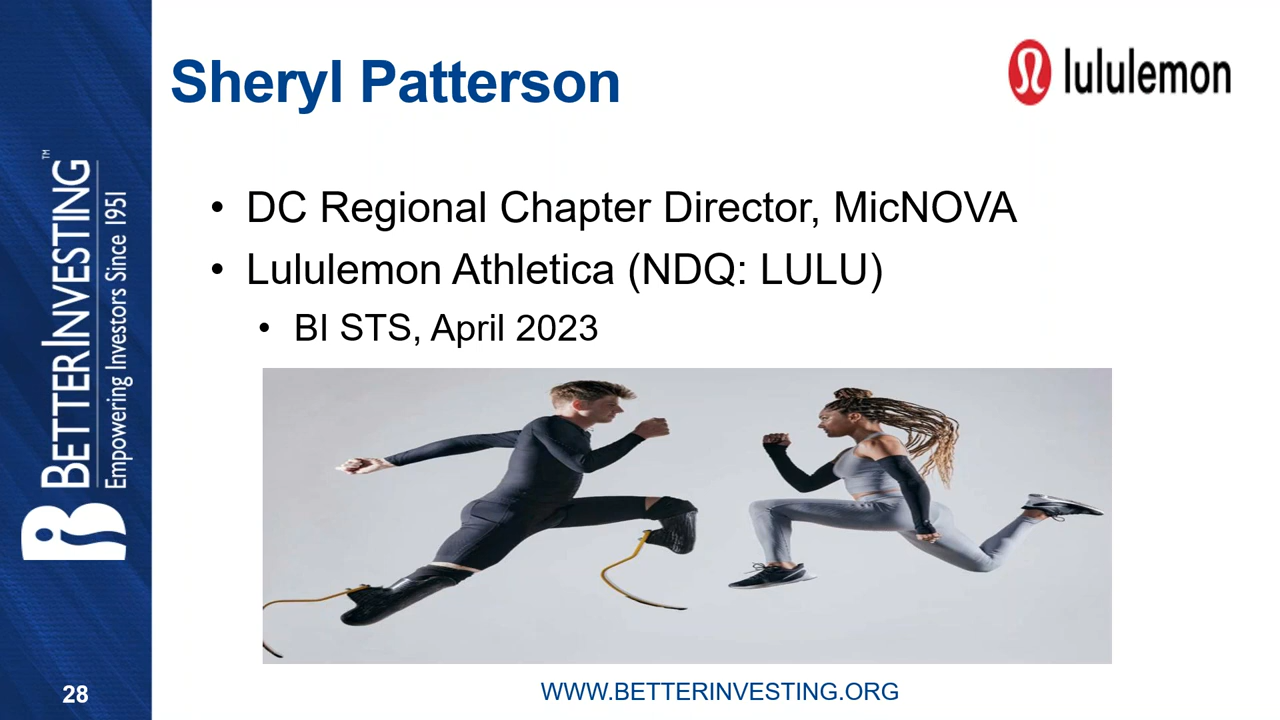 Sheryl Patterson
lululemon
• DC Regional Chapter Director, MicNOVA
• Lululemon Athletica (NDQ: LULU)
• BI STS, April 2023
BETTERINVESTING™
Empowering Investors Since 1951
28
WWW.BETTERINVESTING.ORG